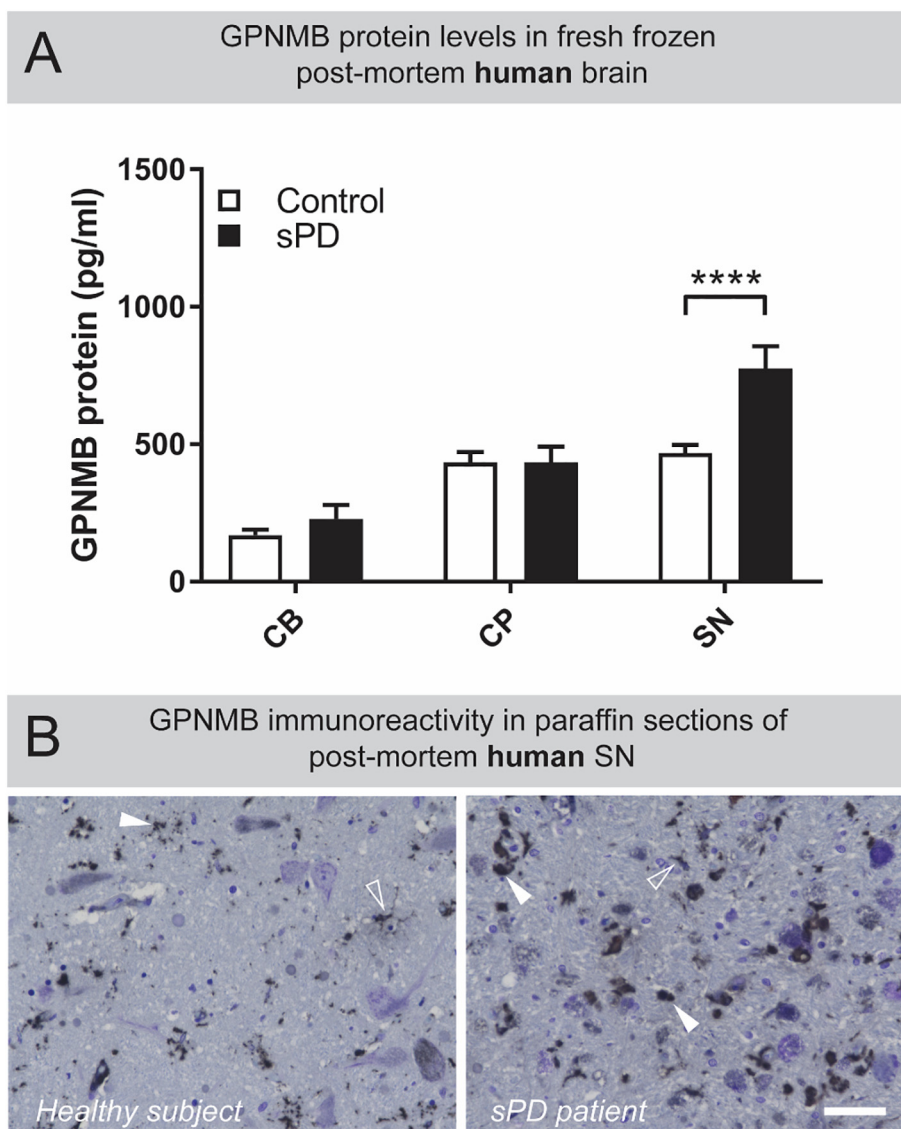 A
GPNMB protein levels in fresh frozen
post-mortem human brain
GPNMB protein (pg/ml)
1500
1000
500
0
Control
sPD
****
CB
CP
SN
B
GPNMB immunoreactivity in paraffin sections of
post-mortem human SN
Healthy subject
sPD patient